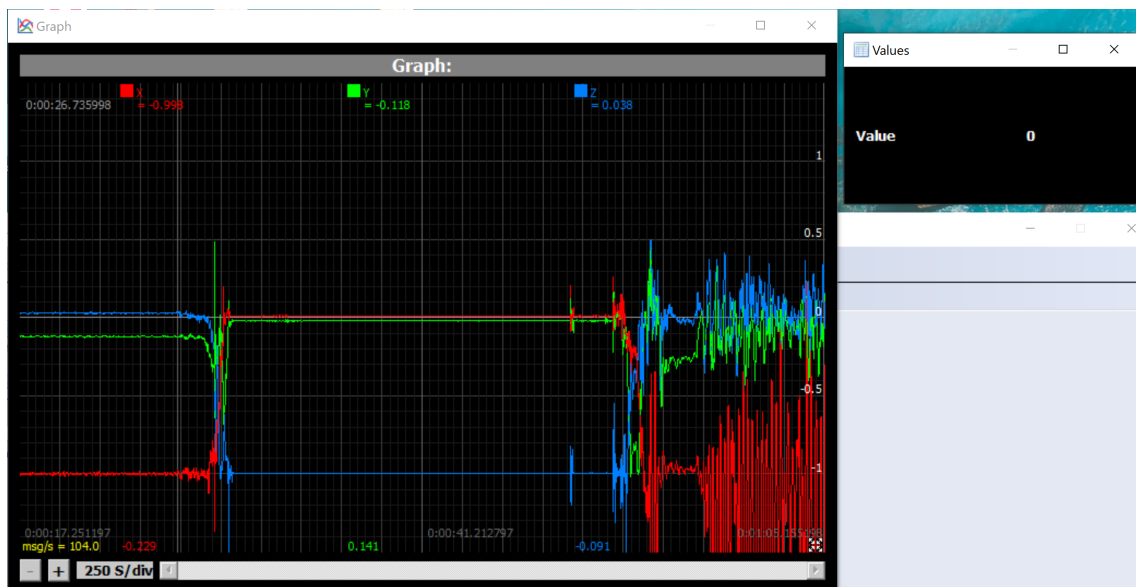 Graph
Values
Graph:
X
Y
Z
0:00:26.735998
= -0.998
= -0.118
= 0.038
Value 0
1
0.5
0
-0.5
-1
0:00:17.251197
0:00:41.212797
msg/s = 104.0
-0.229
0.141
-0.091
-
+
250 S/div